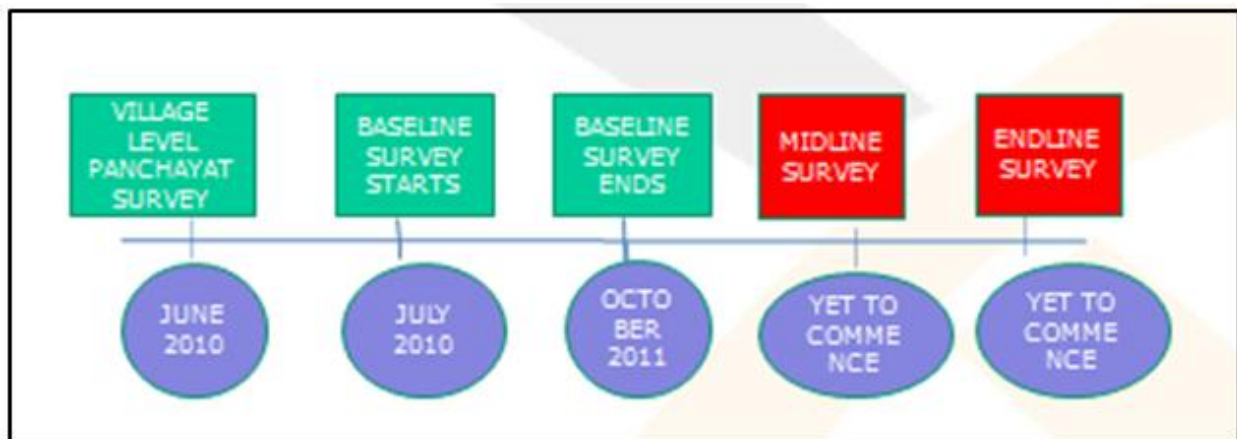 VILLAGE
LEVEL
PANCHAYAT
SURVEY
BASELINE
SURVEY
STARTS
BASELINE
SURVEY
ENDS
MIDLINE
SURVEY
ENDLINE
SURVEY
JUNE
2010
JULY
2010
OCTO
BER
2011
YET TO
COMME
NCE
YET TO
COMME
NCE